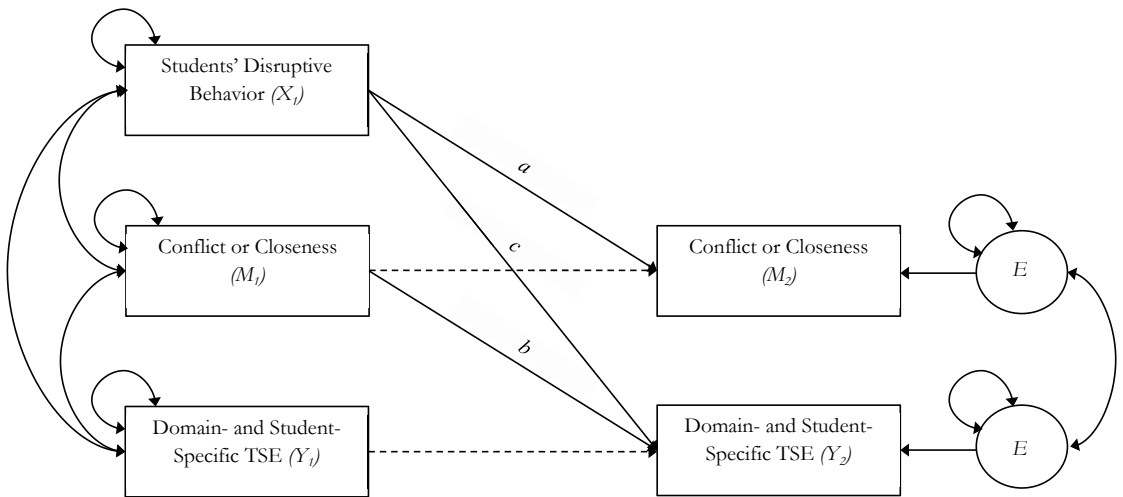 Students’ Disruptive
Behavior (X₁)
a
Conflict or Closeness
(M₁)
c
Conflict or Closeness
(M₂)
E
b
Domain- and Student-
Specific TSE (Y₁)
Domain- and Student-
Specific TSE (Y₂)
E